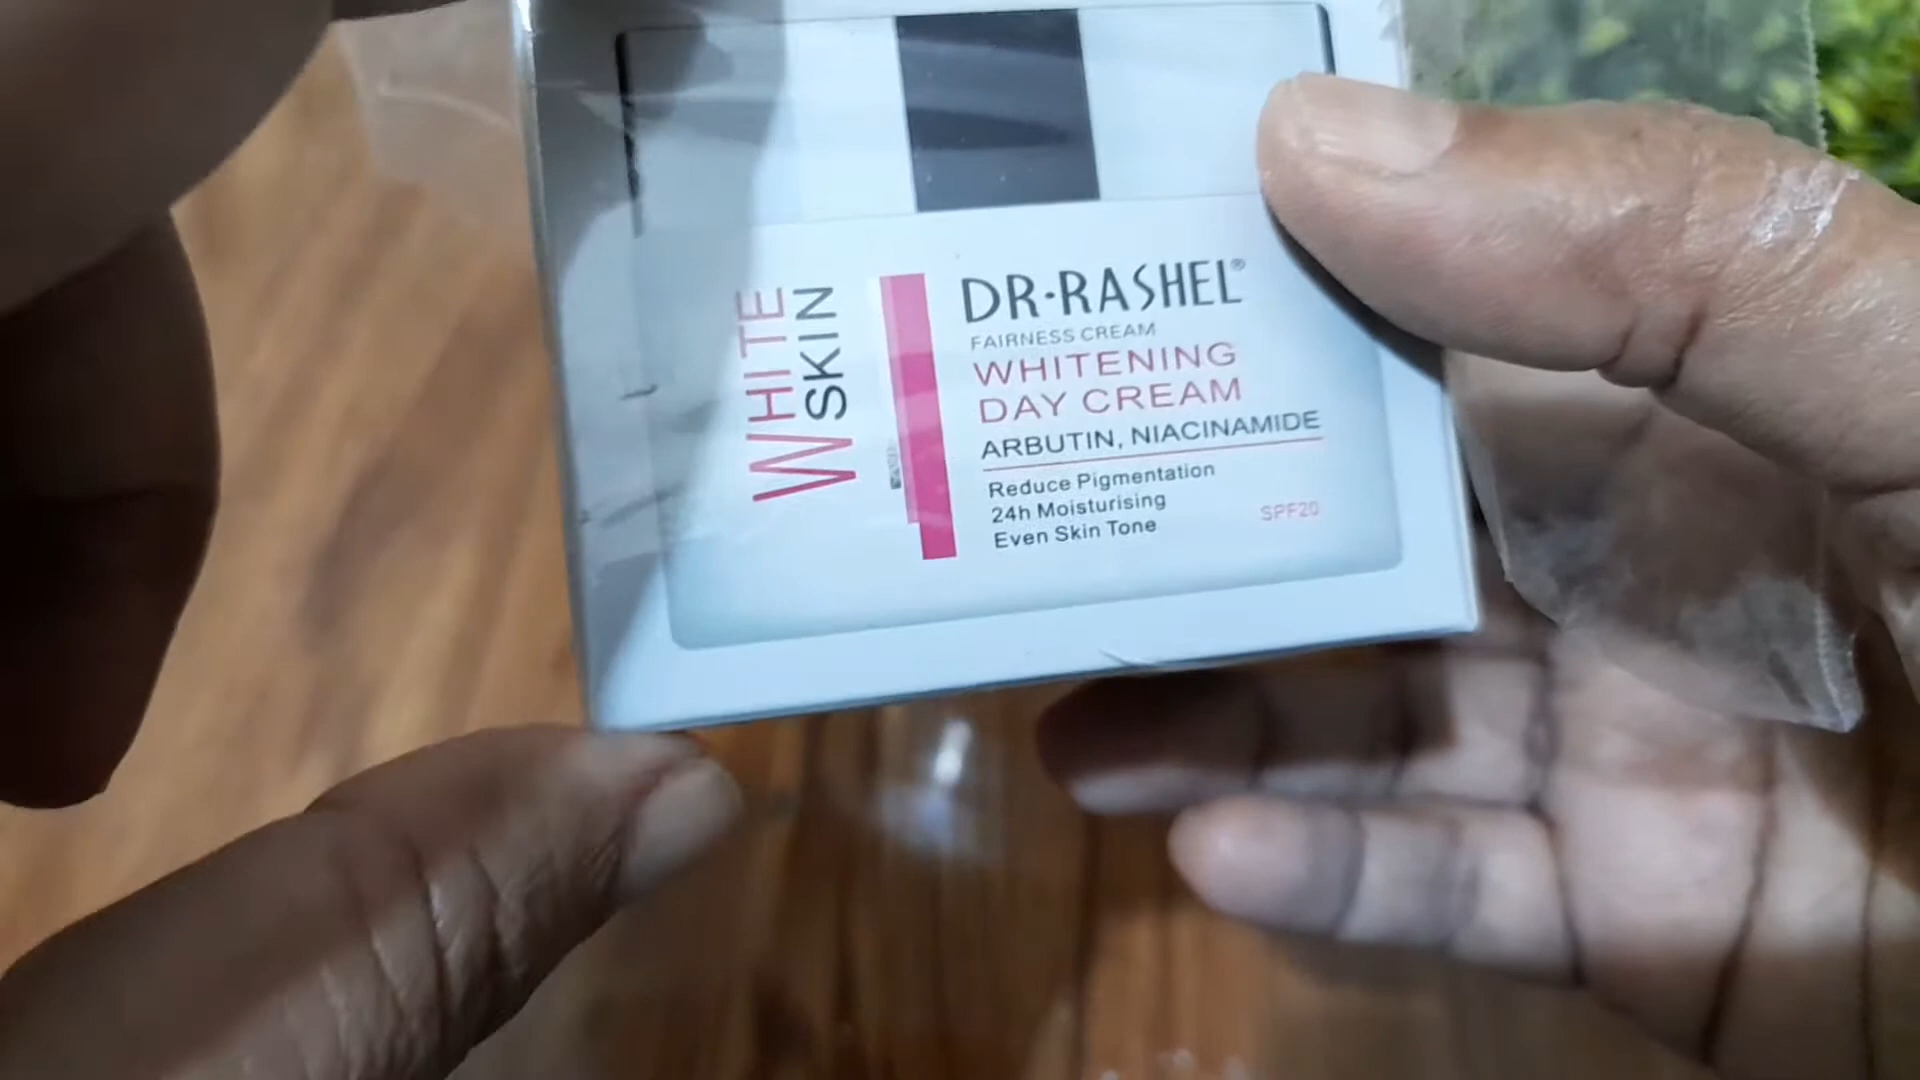 WHITE
SKIN
DR·RASHEL®
FAIRNESS CREAM
WHITENING
DAY CREAM
ARBUTIN, NIACINAMIDE
Reduce Pigmentation
24h Moisturising
Even Skin Tone
SPF20